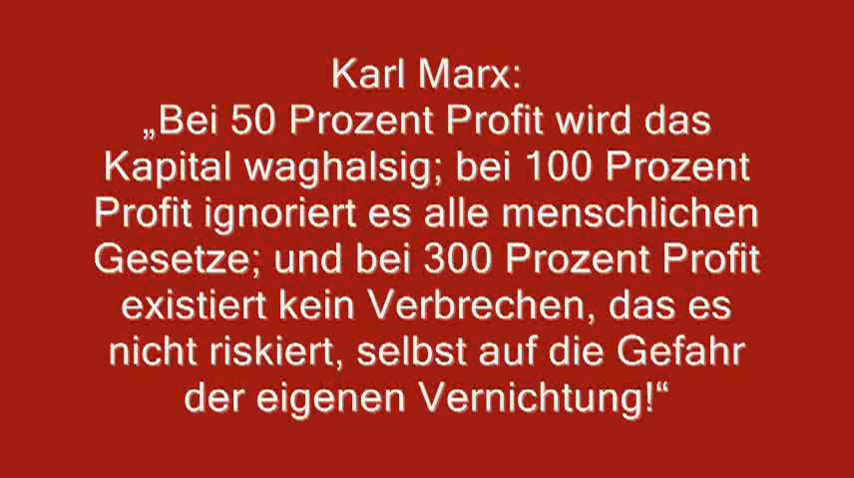 Karl Marx:
„Bei 50 Prozent Profit wird das
Kapital waghalsig; bei 100 Prozent
Profit ignoriert es alle menschlichen
Gesetze; und bei 300 Prozent Profit
existiert kein Verbrechen, das es
nicht riskiert, selbst auf die Gefahr
der eigenen Vernichtung!“